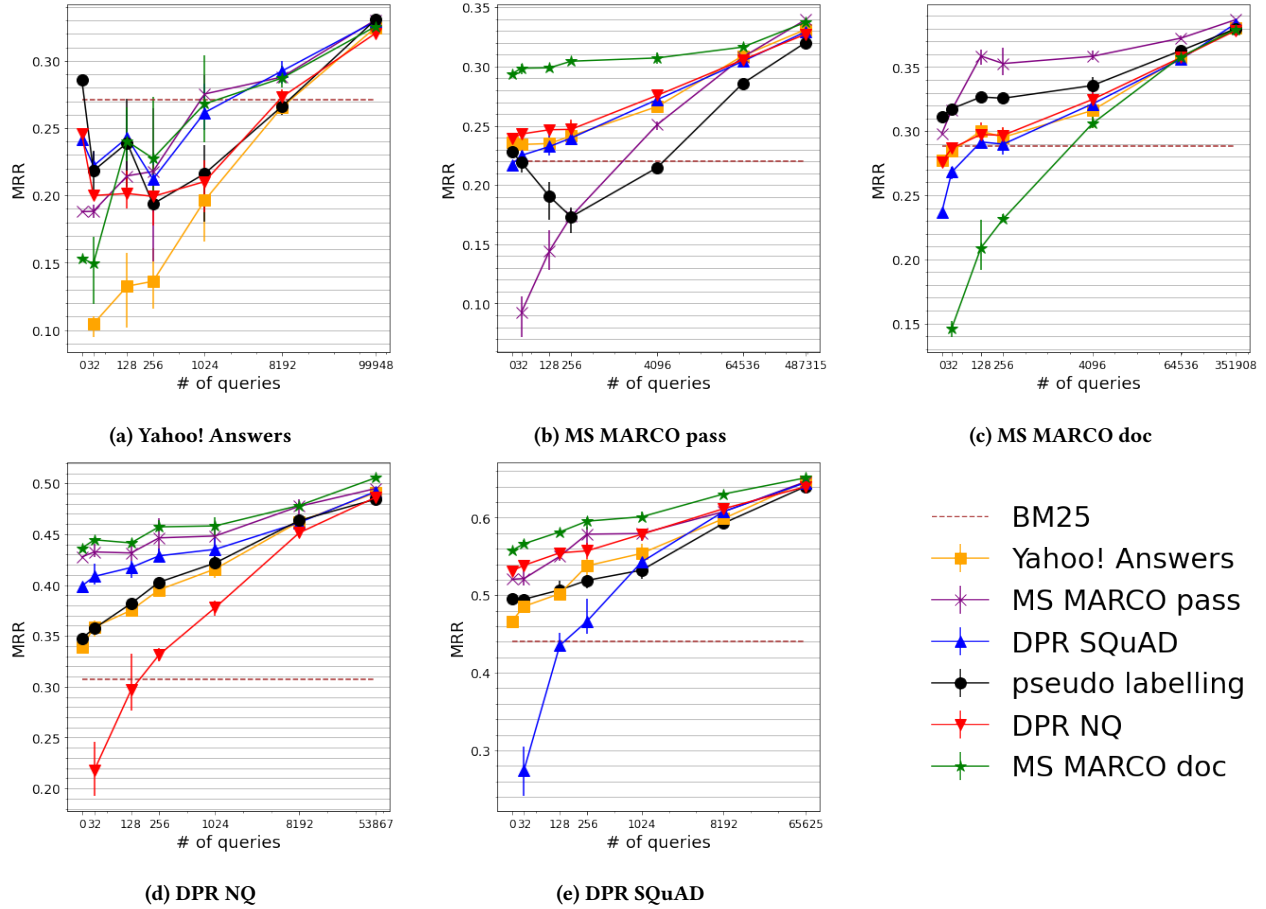 0.30
0.25
0.20
0.15
0.10
MRR
0 32 128 256 1024 8192 99948
# of queries
(a) Yahoo! Answers
0.35
0.30
0.25
0.20
0.15
0.10
MRR
0 32 128 256 4096 64536 487315
# of queries
(b) MS MARCO pass
0.35
0.30
0.25
0.20
0.15
MRR
0 32 128 256 4096 64536 351908
# of queries
(c) MS MARCO doc
0.50
0.45
0.40
0.35
0.30
0.25
0.20
MRR
0 32 128 256 1024 8192 53867
# of queries
(d) DPR NQ
0.6
0.5
0.4
0.3
MRR
0 32 128 256 1024 8192 65625
# of queries
(e) DPR SQuAD
BM25
Yahoo! Answers
MS MARCO pass
DPR SQuAD
pseudo labelling
DPR NQ
MS MARCO doc